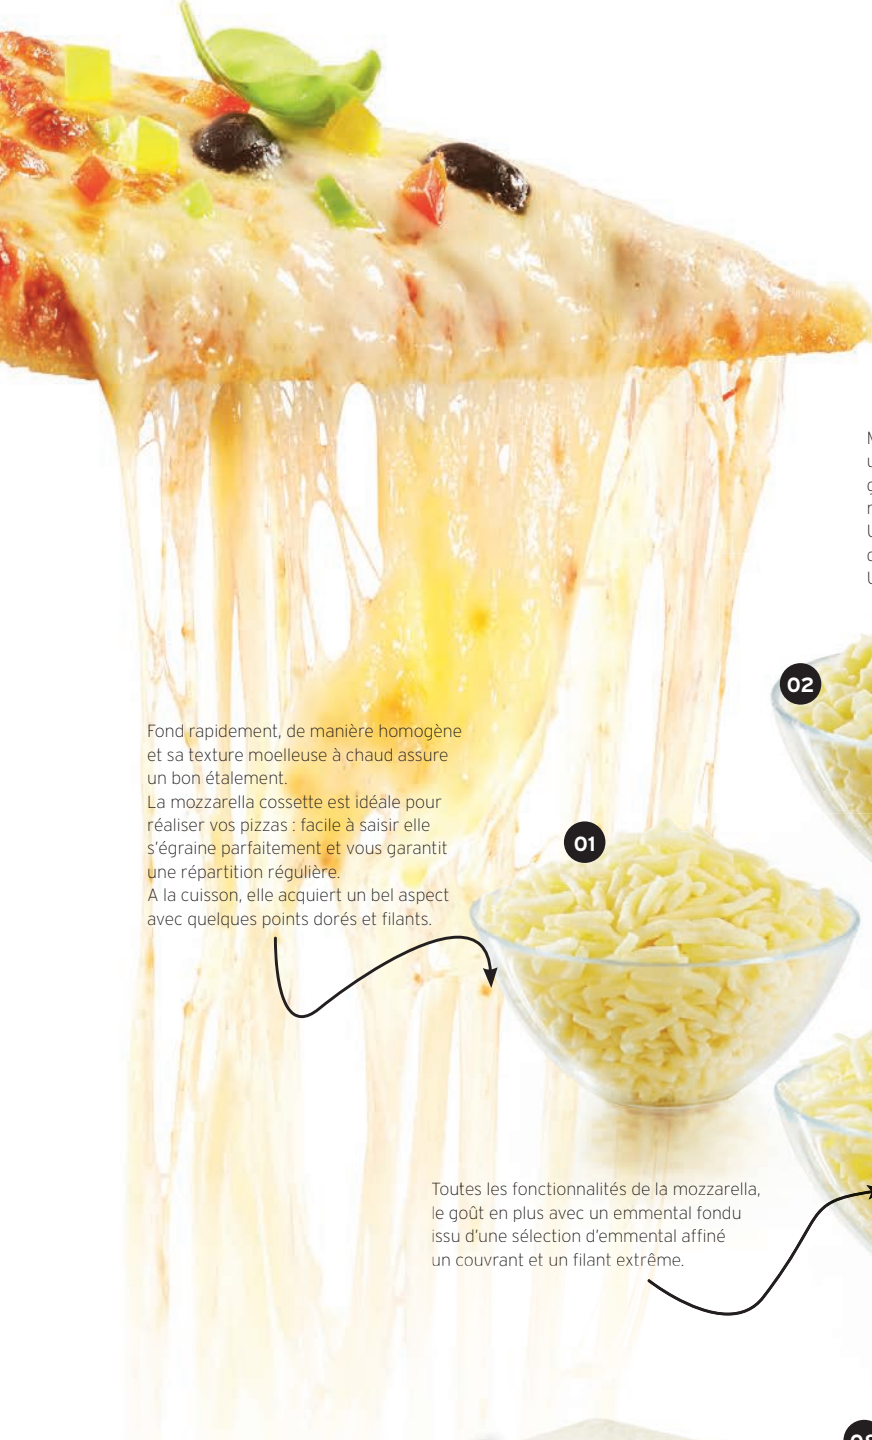 02
Fond rapidement, de manière homogène
et sa texture moelleuse à chaud assure
un bon étalement.
La mozzarella cossette est idéale pour
réaliser vos pizzas : facile à saisir elle
s'égraine parfaitement et vous garantit
une répartition régulière.
A la cuisson, elle acquiert un bel aspect
avec quelques points dorés et filants.
01
Toutes les fonctionnalités de la mozzarella,
le goût en plus avec un emmental fondu
issu d'une sélection d'emmental affiné
un couvrant et un filant extrême.